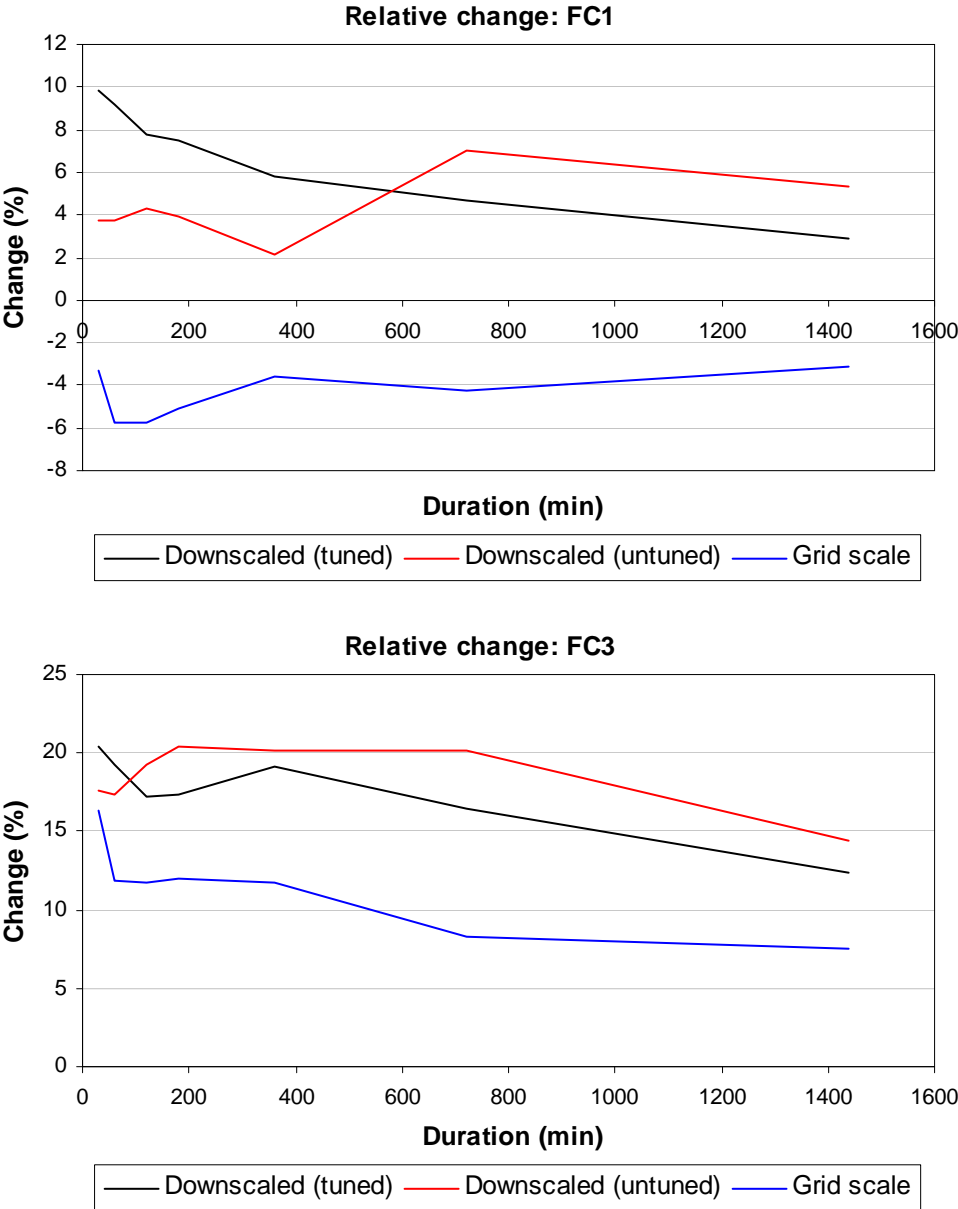 Relative change: FC1
12
10
8
6
4
2
0
-2
-4
-6
-8
Change (%)
0 200 400 600 800 1000 1200 1400 1600
Duration (min)
Downscaled (tuned) Downscaled (untuned) Grid scale
Relative change: FC3
25
20
15
10
5
0
Change (%)
0 200 400 600 800 1000 1200 1400 1600
Duration (min)
Downscaled (tuned) Downscaled (untuned) Grid scale